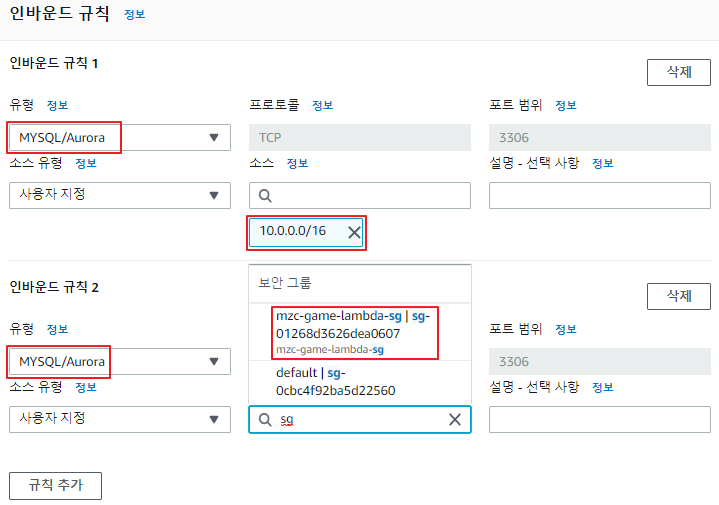 인바운드 규칙 정보
인바운드 규칙 1
삭제
유형 정보
프로토콜 정보
포트 범위 정보
MYSQL/Aurora
TCP
3306
소스 유형 정보
소스 정보
설명 - 선택 사항 정보
사용자 지정
10.0.0.0/16
인바운드 규칙 2
보안 그룹
삭제
mzc-game-lambda-sg | sg-
01268d3626dea0607
mzc-game-lambda-sg
유형 정보
포트 범위 정보
MYSQL/Aurora
3306
default | sg-
0cbc4f92ba5d22560
소스 유형 정보
설명 - 선택 사항 정보
사용자 지정
sg
규칙 추가